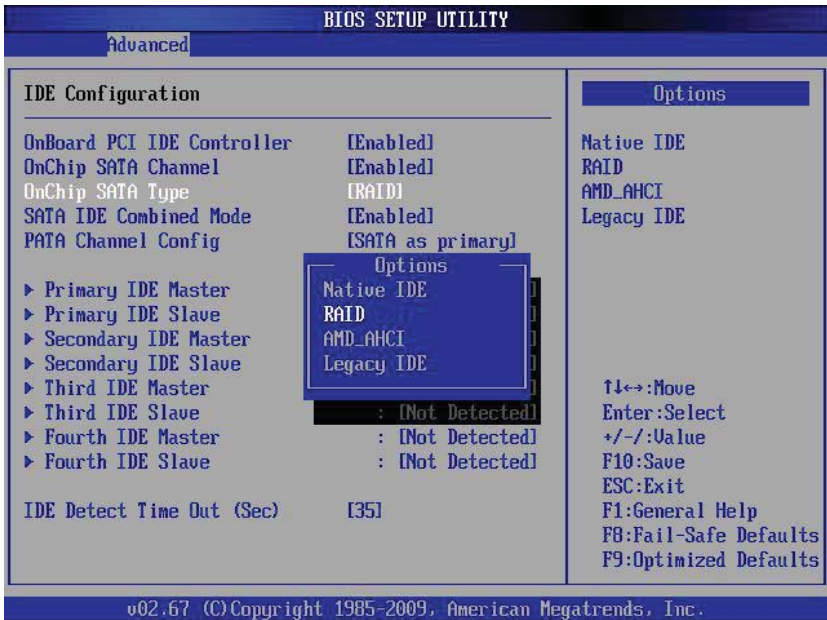 BIOS SETUP UTILITY
Advanced
IDE Configuration
OnBoard PCI IDE Controller [Enabled]
OnChip SATA Channel [Enabled]
OnChip SATA Type [RAID]
SATA IDE Combined Mode [Enabled]
PATA Channel Config [SATA as primary]
Options
Native IDE
RAID
AMD_AHCI
Legacy IDE
▶ Primary IDE Master
▶ Primary IDE Slave
▶ Secondary IDE Master
▶ Secondary IDE Slave
▶ Third IDE Master
▶ Third IDE Slave : [Not Detected]
▶ Fourth IDE Master : [Not Detected]
▶ Fourth IDE Slave : [Not Detected]
IDE Detect Time Out (Sec) [35]
Options
Native IDE
RAID
AMD_AHCI
Legacy IDE
↑↓←→:Move
Enter:Select
+/-/:Value
F10:Save
ESC:Exit
F1:General Help
F8:Fail-Safe Defaults
F9:Optimized Defaults
v02.67 (C)Copyright 1985-2009, American Megatrends, Inc.